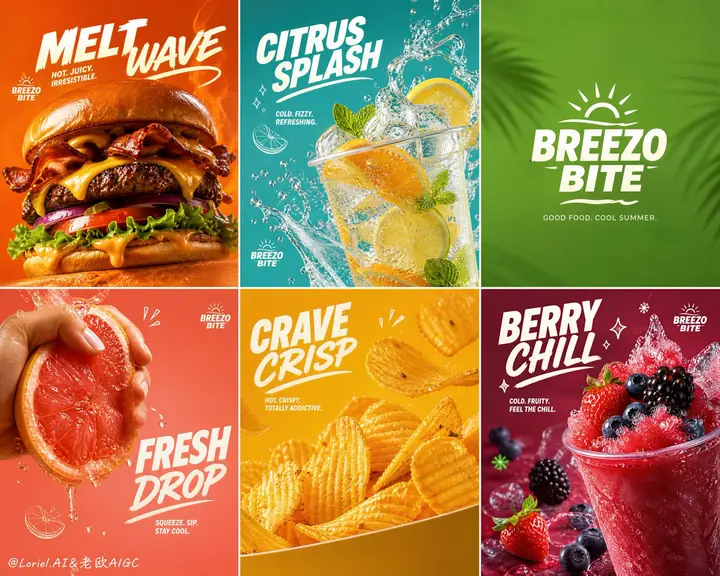 MELT
WAVE
HOT. JUICY.
IRRESISTIBLE.
BREEZO
BITE
CITRUS
SPLASH
COLD. FIZZY.
REFRESHING.
BREEZO
BITE
BREEZO
BITE
GOOD FOOD. COOL SUMMER.
BREEZO
BITE
FRESH
DROP
SQUEEZE. SIP.
STAY COOL.
@Loriel.AI&老欧AIGC
CRAVE
CRISP
HOT. CRISPY.
TOTALLY ADDICTIVE.
BERRY
CHILL
BREEZO
BITE
COLD. FRUITY.
FEEL THE CHILL.